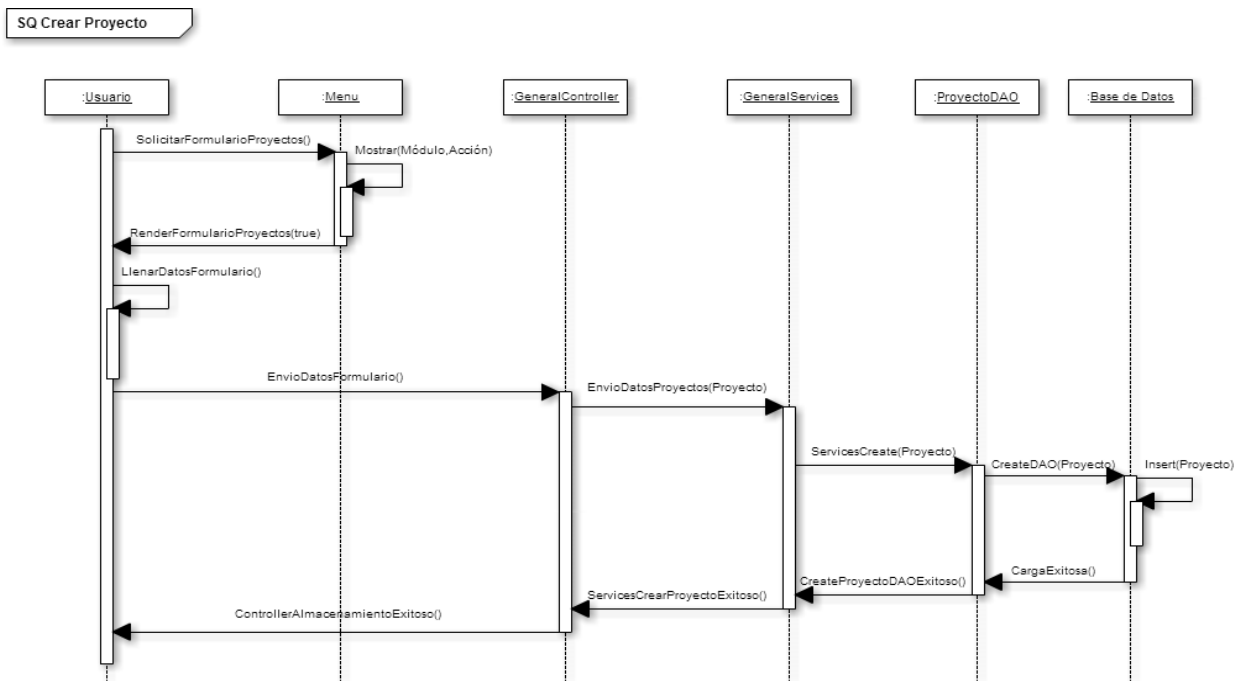 SQ Crear Proyecto
:Usuario
:Menu
:GeneralController
:GeneralServices
:ProyectoDAO
:Base de Datos
SolicitarFormularioProyectos()
Mostrar(Módulo,Acción)
RenderFormularioProyectos(true)
LlenarDatosFormulario()
EnvioDatosFormulario()
EnvioDatosProyectos(Proyecto)
ServicesCreate(Proyecto)
CreateDAO(Proyecto)
Insert(Proyecto)
CargaExitosa()
CreateProyectoDAOExitoso()
ServicesCrearProyectoExitoso()
ControllerAlmacenamientoExitoso()